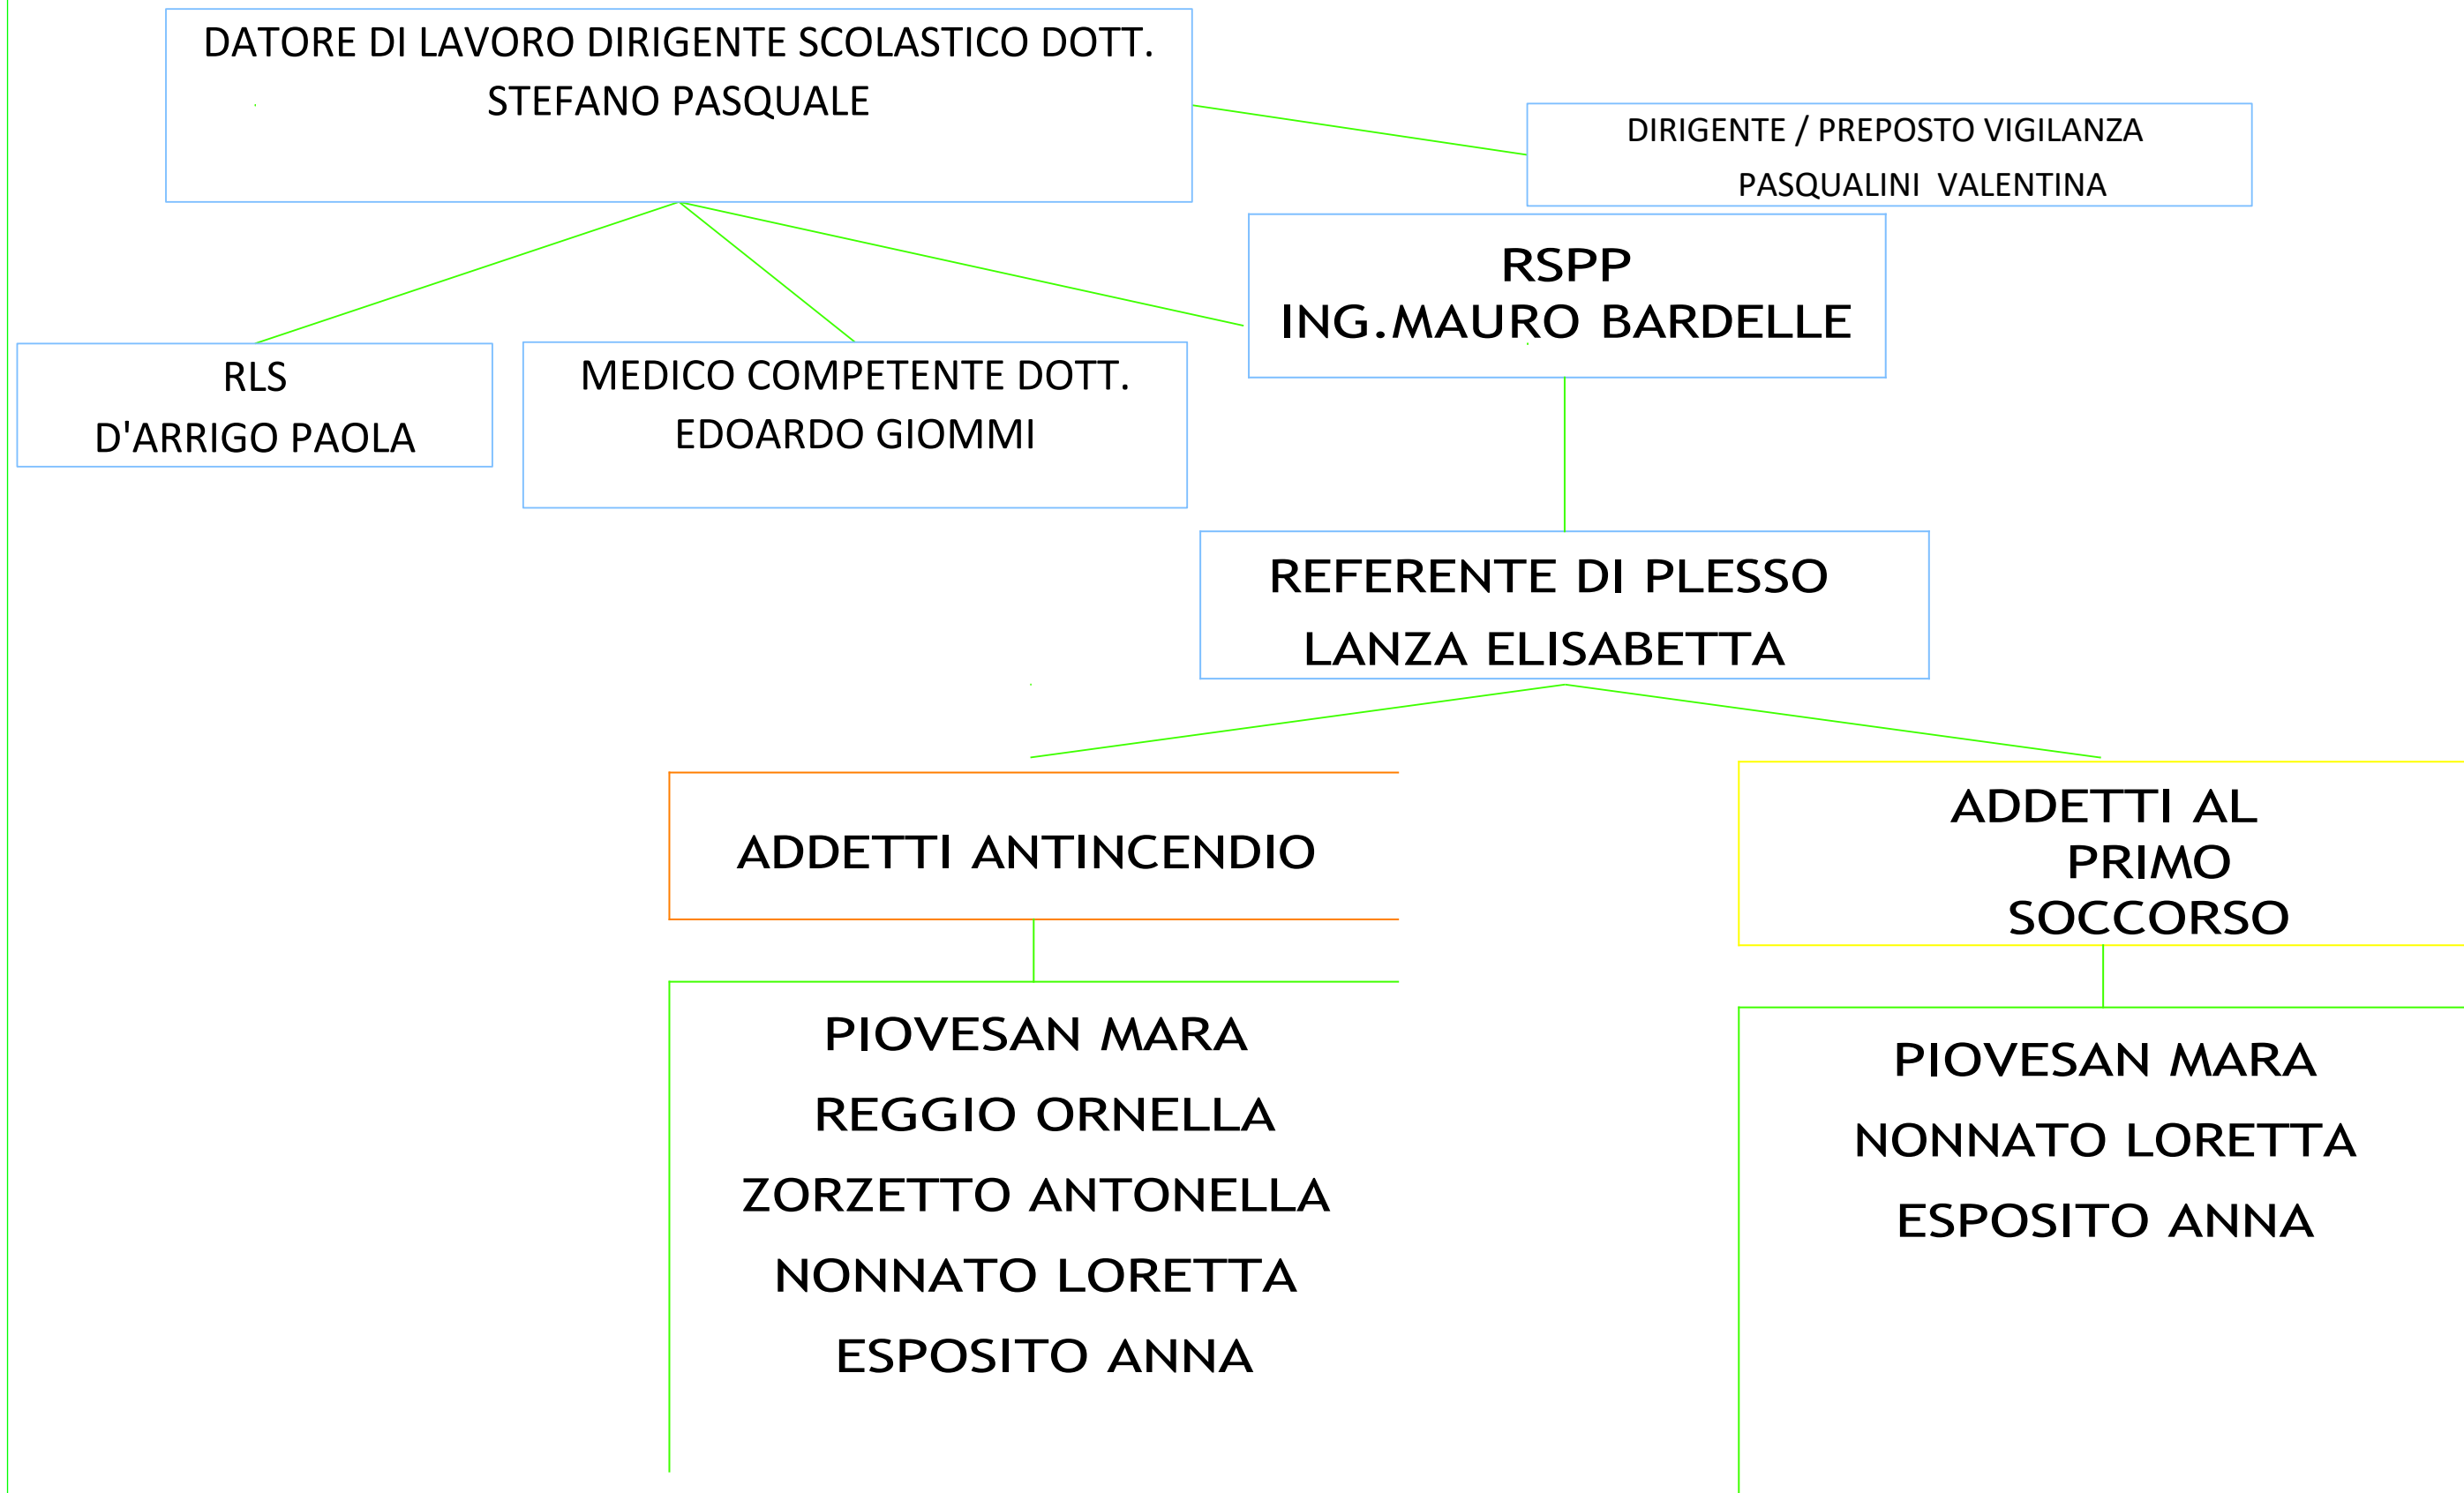 DATORE DI LAVORO DIRIGENTE SCOLASTICO DOTT.
STEFANO PASQUALE
DIRIGENTE / PREPOSTO VIGILANZA
PASQUALINI VALENTINA
RSPP
ING.MAURO BARDELLE
RLS
D'ARRIGO PAOLA
MEDICO COMPETENTE DOTT.
EDOARDO GIOMMI
REFERENTE DI PLESSO
LANZA ELISABETTA
ADDETTI ANTINCENDIO
PIOVESAN MARA
REGGIO ORNELLA
ZORZETTO ANTONELLA
NONNATO LORETTA
ESPOSITO ANNA
ADDETTI AL
PRIMO
SOCCORSO
PIOVESAN MARA
NONNATO LORETTA
ESPOSITO ANNA